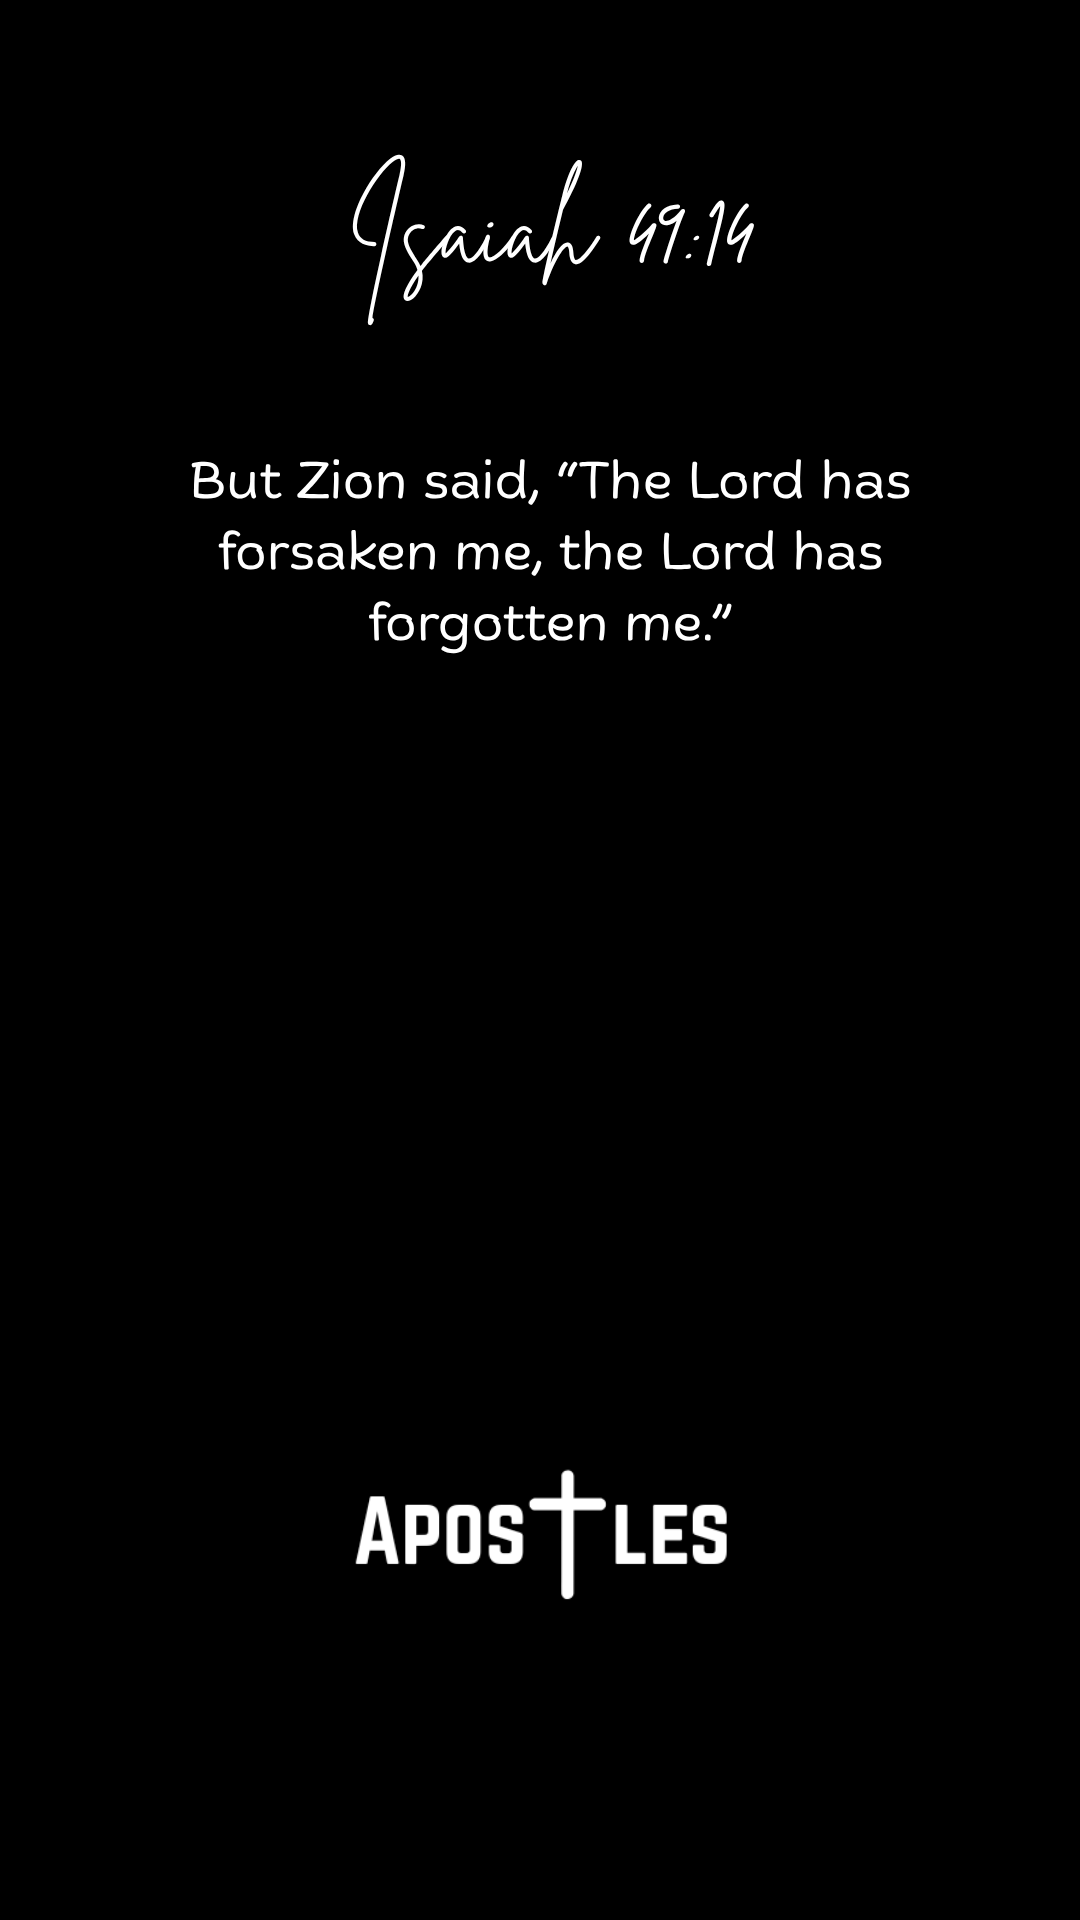 Isaiah 49:14
But Zion said, “The Lord has
forsaken me, the Lord has
forgotten me.”
APOSTLES